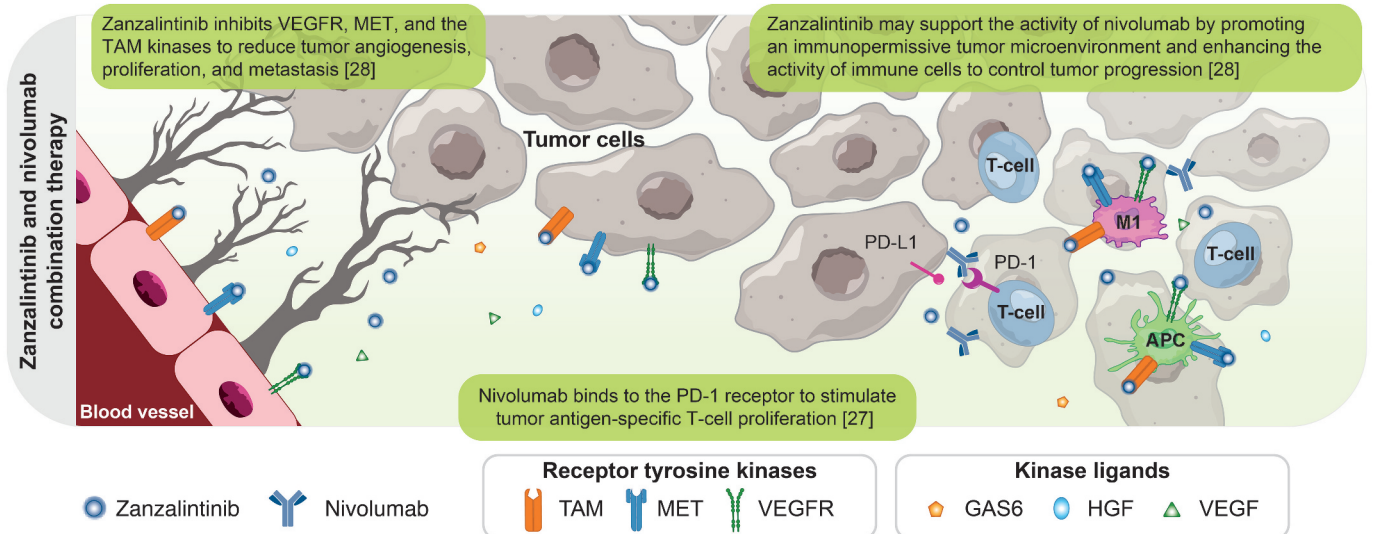 Zanzalintinib and nivolumab
combination therapy
Zanzalintinib inhibits VEGFR, MET, and the
TAM kinases to reduce tumor angiogenesis,
proliferation, and metastasis [28]
Zanzalintinib may support the activity of nivolumab by promoting
an immunopermissive tumor microenvironment and enhancing the
activity of immune cells to control tumor progression [28]
Tumor cells
T-cell
M1
PD-L1
PD-1
T-cell
T-cell
APC
Blood vessel
Nivolumab binds to the PD-1 receptor to stimulate
tumor antigen-specific T-cell proliferation [27]
Zanzalintinib
Nivolumab
Receptor tyrosine kinases
TAM
MET
VEGFR
Kinase ligands
GAS6
HGF
VEGF